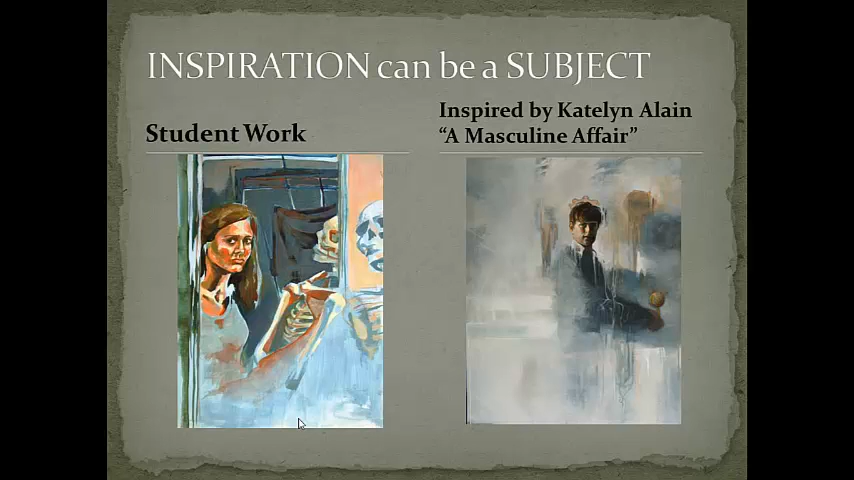 INSPIRATION can be a SUBJECT
Student Work
Inspired by Katelyn Alain
“A Masculine Affair”